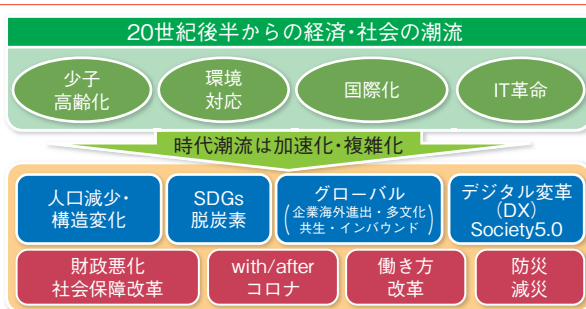 20世紀後半からの経済・社会の潮流
少子
高齢化
環境
対応
国際化
IT革命
時代潮流は加速化・複雑化
人口減少・
構造変化
SDGs
脱炭素
グローバル
(企業海外進出・多文化
共生・インバウンド)
デジタル変革
(DX)
Society5.0
財政悪化
社会保障改革
with/after
コロナ
働き方
改革
防災
減災